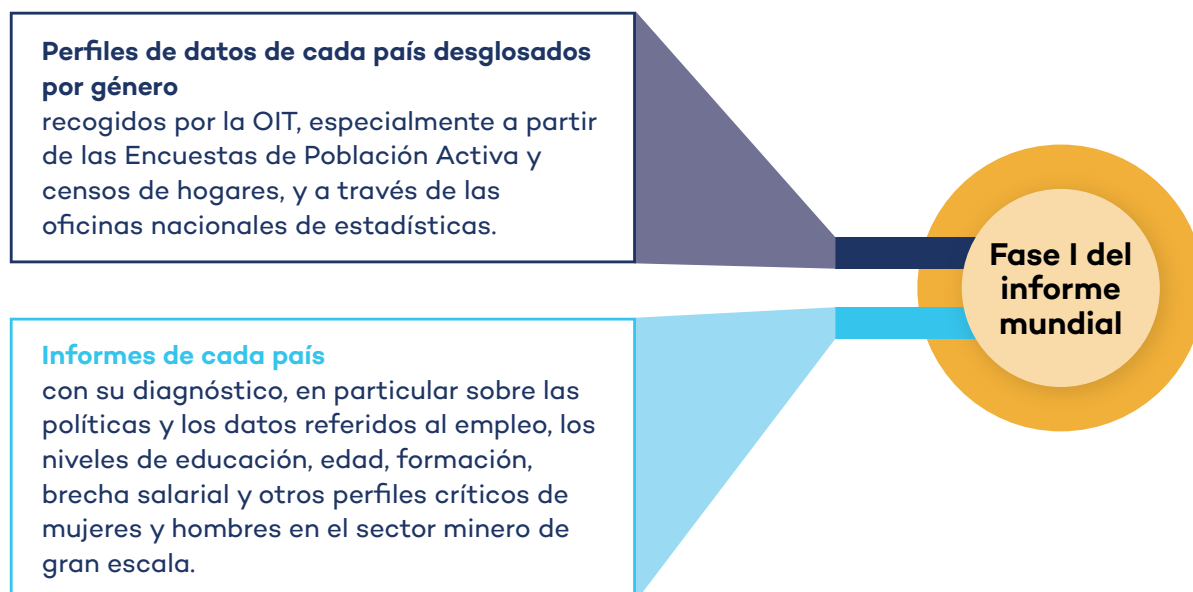 Perfiles de datos de cada país desglosados
por género
recogidos por la OIT, especialmente a partir
de las Encuestas de Población Activa y
censos de hogares, y a través de las
oficinas nacionales de estadísticas.
Informes de cada país
con su diagnóstico, en particular sobre las
políticas y los datos referidos al empleo, los
niveles de educación, edad, formación,
brecha salarial y otros perfiles críticos de
mujeres y hombres en el sector minero de
gran escala.
Fase I del
informe
mundial